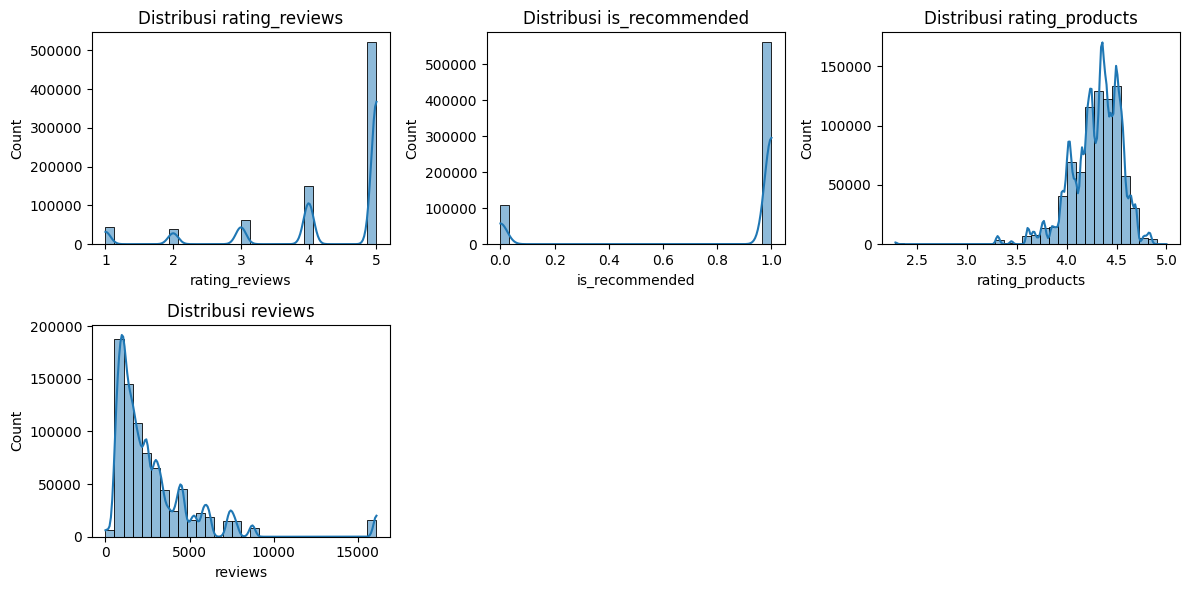 Distribusi rating_reviews
Count
500000
400000
300000
200000
100000
0
1 2 3 4 5
rating_reviews
Distribusi is_recommended
Count
500000
400000
300000
200000
100000
0
0.0 0.2 0.4 0.6 0.8 1.0
is_recommended
Distribusi rating_products
Count
150000
100000
50000
0
2.5 3.0 3.5 4.0 4.5 5.0
rating_products
Distribusi reviews
Count
200000
150000
100000
50000
0
0 5000 10000 15000
reviews